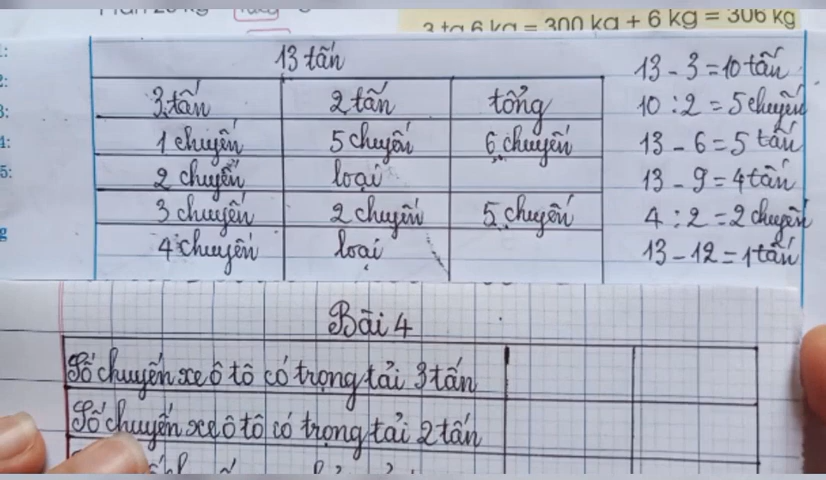 3 tạ 6 kg = 300 kg + 6 kg = 306 kg
13 tấn
3 tấn 2 tấn tổng
1 chuyến 5 chuyến 6 chuyến
2 chuyến loại
3 chuyến 2 chuyến 5 chuyến
4 chuyến loại
13 - 3 = 10 tấn
10 : 2 = 5 chuyến
13 - 6 = 5 tấn
13 - 9 = 4 tấn
4 : 2 = 2 chuyến
13 - 12 = 1 tấn
Bài 4
Số chuyến xe ô tô có trọng tải 3 tấn
Số chuyến xe ô tô có trọng tải 2 tấn